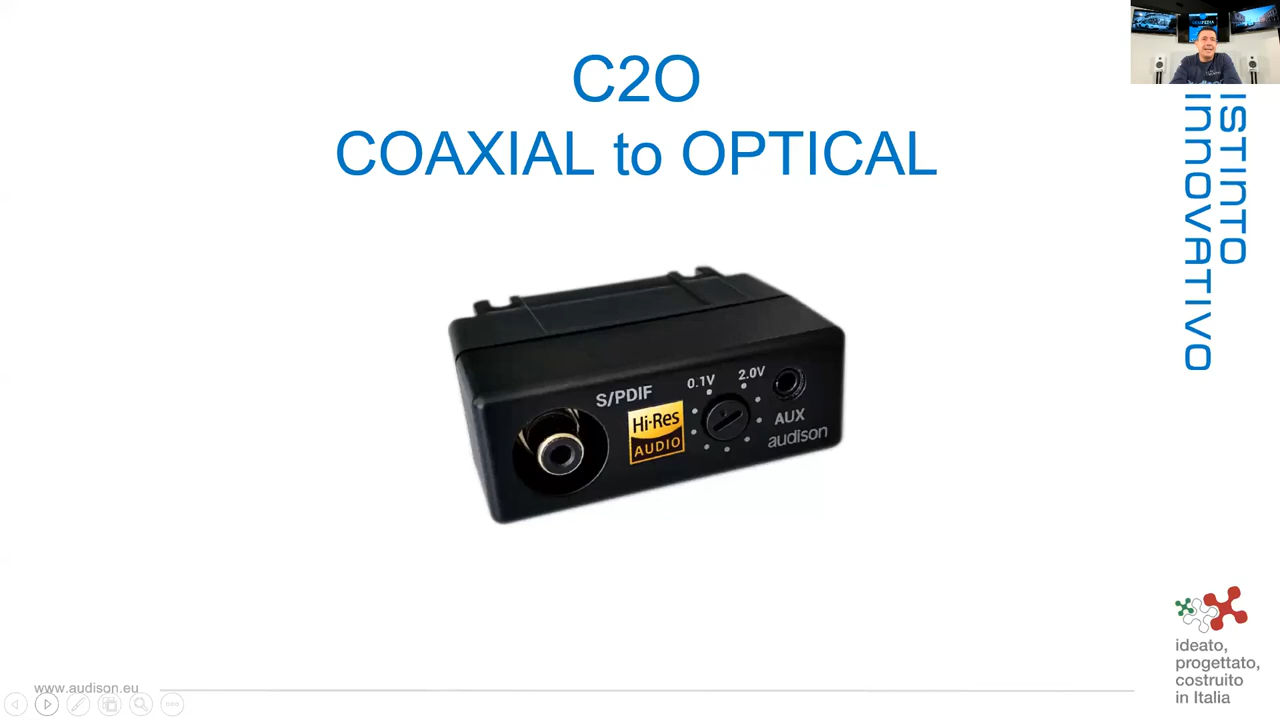 C2O
COAXIAL to OPTICAL
ISTINTO
INNOVATIVO
S/PDIF
Hi-Res
AUDIO
0.1V
2.0V
AUX
audison
ideato,
progettato,
costruito
in Italia
www.audison.eu